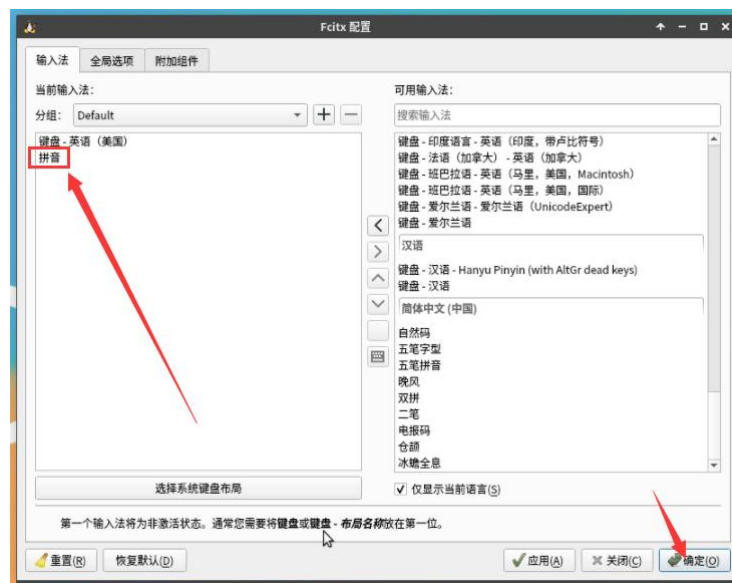 Fcitx 配置
输入法
全局选项
附加组件
当前输入法：
可用输入法：
分组：
Default
搜索输入法
键盘 - 英语（美国）
拼音
键盘 - 印度语言 - 英语（印度，带卢比符号）
键盘 - 法语（加拿大） - 英语（加拿大）
键盘 - 班巴拉语 - 英语（马里，美国，Macintosh）
键盘 - 班巴拉语 - 英语（马里，美国，国际）
键盘 - 爱尔兰语 - 爱尔兰语（UnicodeExpert）
键盘 - 爱尔兰语
汉语
键盘 - 汉语 - Hanyu Pinyin (with AltGr dead keys)
键盘 - 汉语
简体中文 (中国)
自然码
五笔字型
五笔拼音
晚风
双拼
二笔
电报码
仓颉
冰蟾全息
选择系统键盘布局
仅显示当前语言(S)
第一个输入法将为非激活状态。通常您需要将键盘或键盘 - 布局名称放在第一位。
重置(R)
恢复默认(D)
应用(A)
关闭(C)
确定(O)